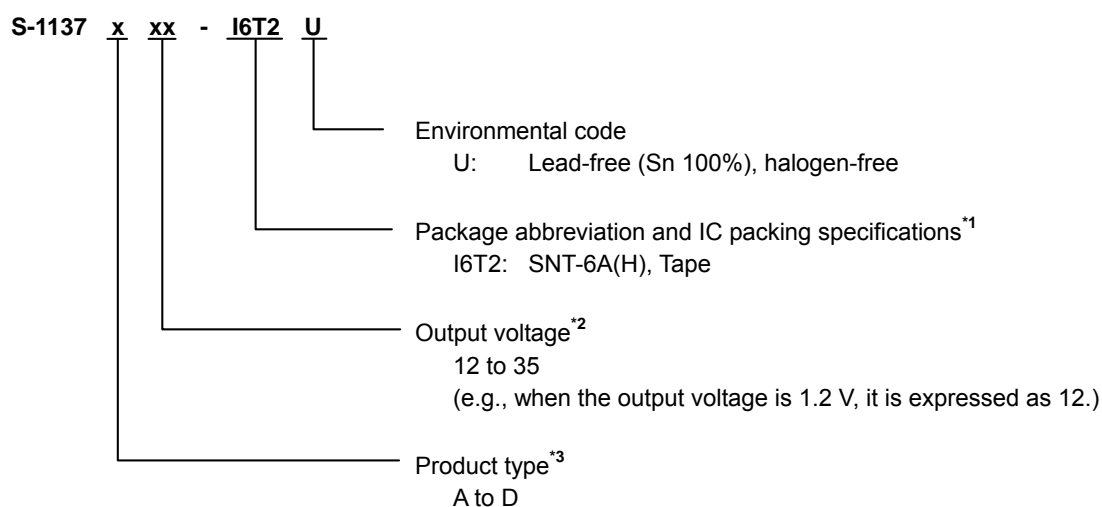 S-1137 x xx - I6T2 U
Environmental code
U: Lead-free (Sn 100%), halogen-free
Package abbreviation and IC packing specifications*1
I6T2: SNT-6A(H), Tape
Output voltage*2
12 to 35
(e.g., when the output voltage is 1.2 V, it is expressed as 12.)
Product type*3
A to D